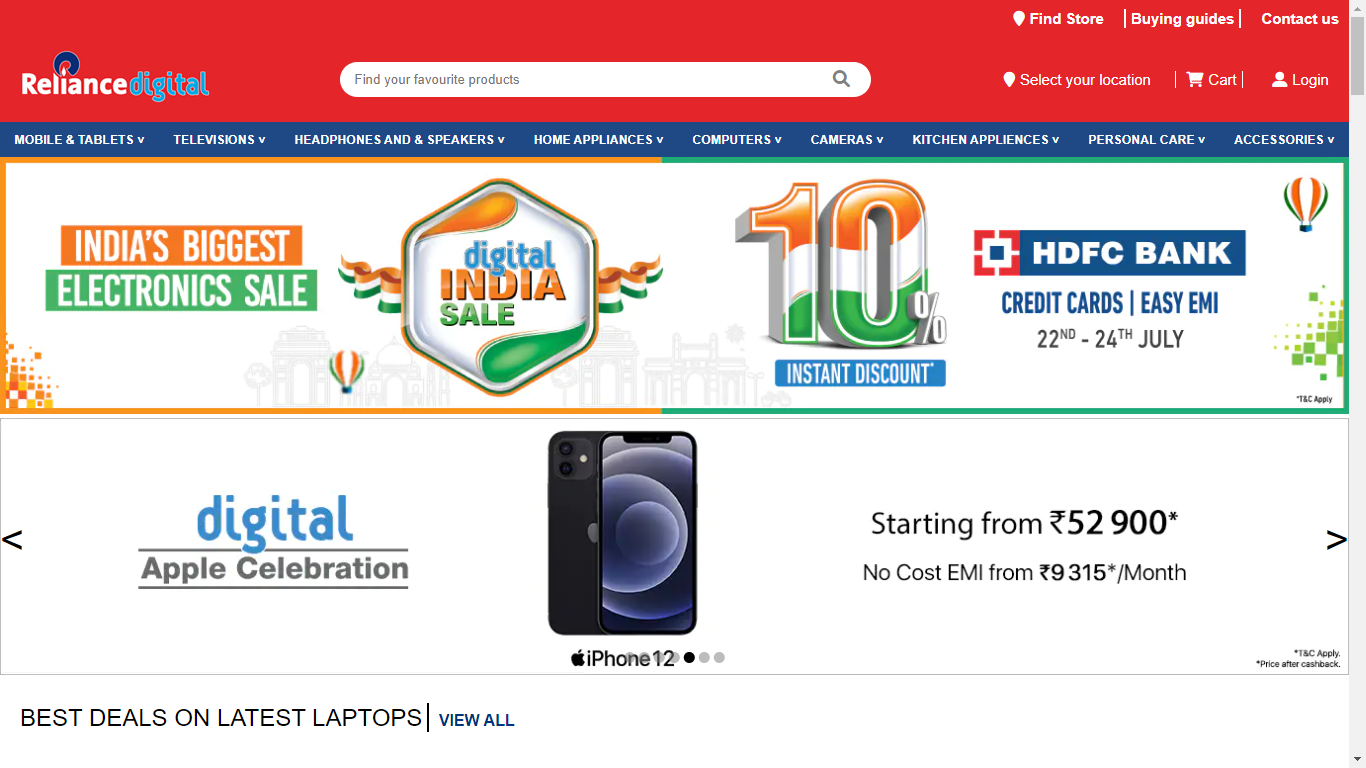 Find Store
Buying guides
Contact us
Reliance digital
Find your favourite products
Select your location
Cart
Login
MOBILE & TABLETS v
TELEVISIONS v
HEADPHONES AND & SPEAKERS v
HOME APPLIANCES v
COMPUTERS v
CAMERAS v
KITCHEN APPLIENCES v
PERSONAL CARE v
ACCESSORIES v
INDIA'S BIGGEST
ELECTRONICS SALE
digital
INDIA
SALE
10%
INSTANT DISCOUNT*
HDFC BANK
CREDIT CARDS | EASY EMI
22ND - 24TH JULY
*T&C Apply
<
digital
Apple Celebration
iPhone 12
Starting from ₹52 900*
No Cost EMI from ₹9 315*/Month
>
*T&C Apply.
*Price after cashback.
BEST DEALS ON LATEST LAPTOPS
VIEW ALL